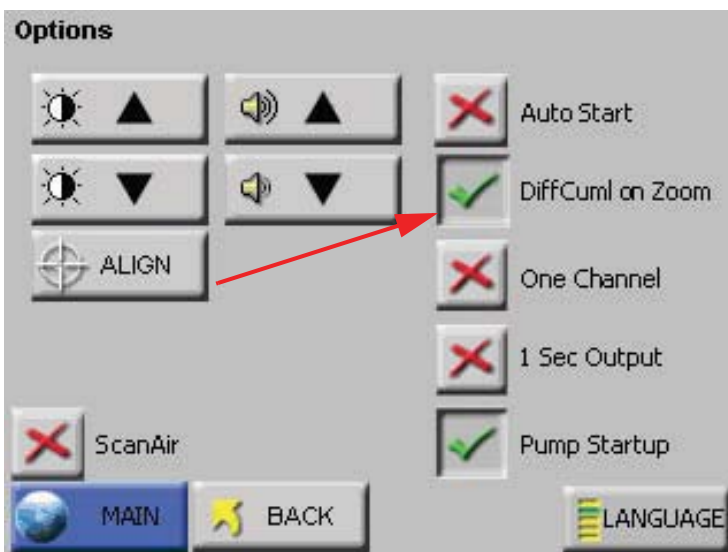 Options
Auto Start
DiffCuml on Zoom
ALIGN
One Channel
1 Sec Output
ScanAir
Pump Startup
MAIN
BACK
LANGUAGE